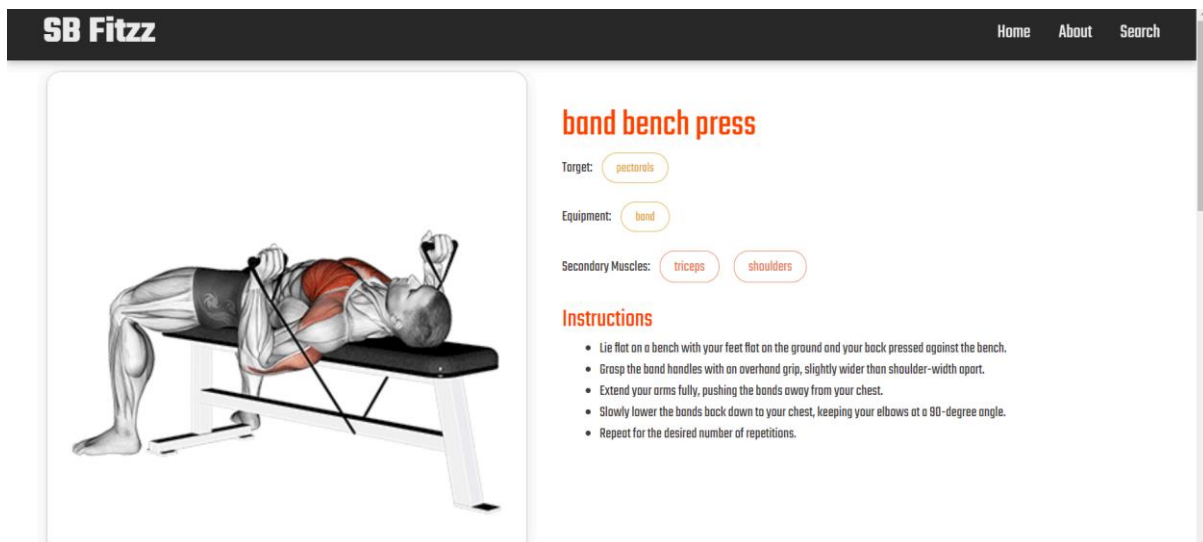 SB Fitzz
Home About Search
band bench press
Target: pectorals
Equipment: band
Secondary Muscles: triceps shoulders
Instructions
Lie flat on a bench with your feet flat on the ground and your back pressed against the bench.
Grasp the band handles with an overhand grip, slightly wider than shoulder-width apart.
Extend your arms fully, pushing the bands away from your chest.
Slowly lower the bands back down to your chest, keeping your elbows at a 90-degree angle.
Repeat for the desired number of repetitions.